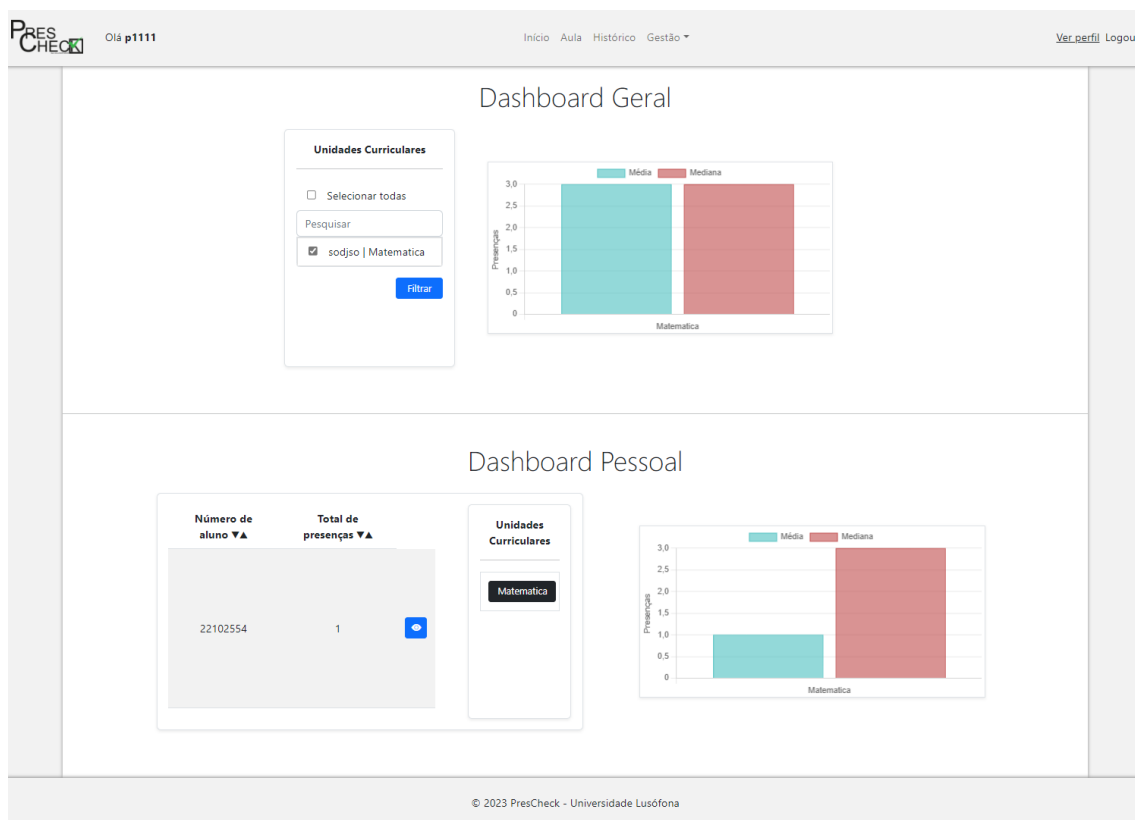 PRES
CHECK
Olá p1111
Início Aula Histórico Gestão
Ver perfil Logou
Dashboard Geral
Unidades Curriculares
Selecionar todas
Pesquisar
sodjso | Matematica
Filtrar
Média Mediana
3,0
2,5
2,0
1,5
1,0
0,5
0
Presenças
Matematica
Dashboard Pessoal
Número de
aluno ▼▲
Total de
presenças ▼▲
22102554 1
Unidades
Curriculares
Matematica
Média Mediana
3,0
2,5
2,0
1,5
1,0
0,5
0
Presenças
Matematica
© 2023 PresCheck - Universidade Lusófona